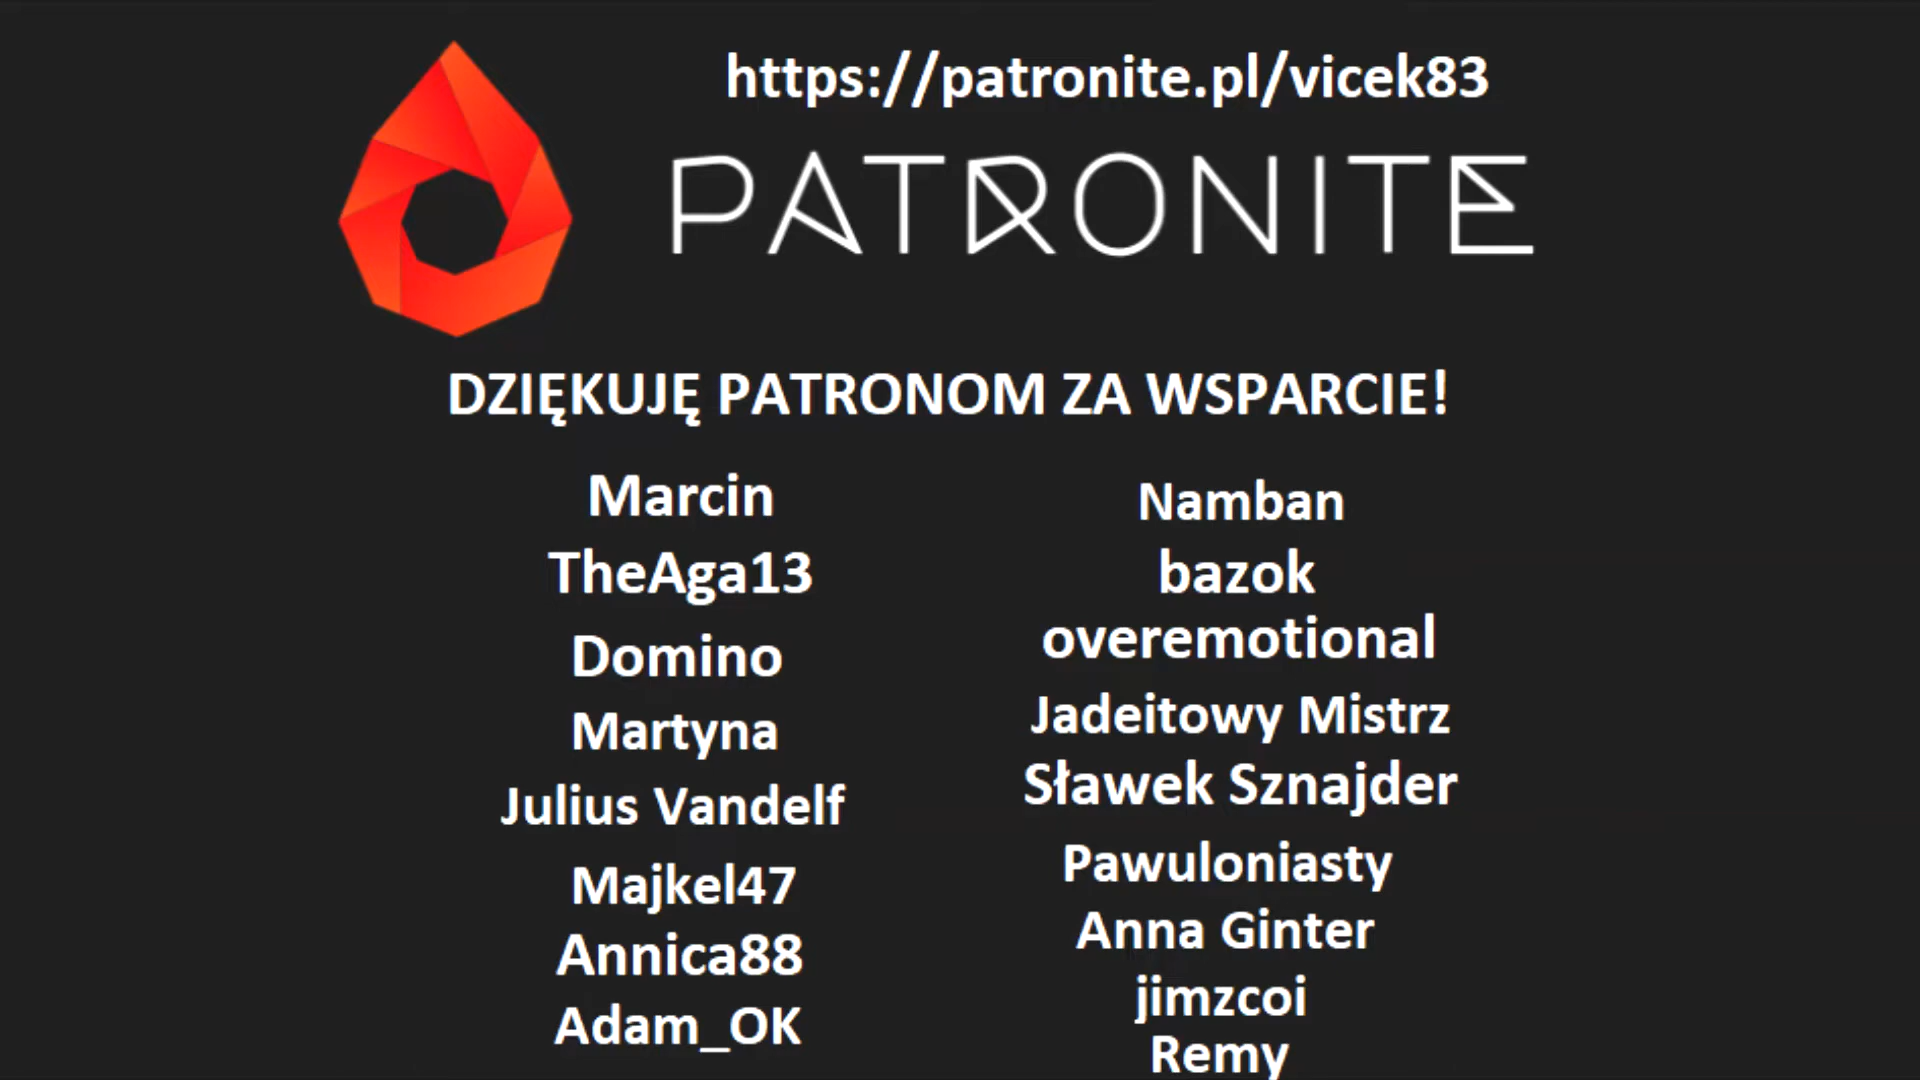 https://patronite.pl/vicek83
PATRONITE
DZIĘKUJĘ PATRONOM ZA WSPARCIE!
Marcin
TheAga13
Domino
Martyna
Julius Vandelf
Majkel47
Annica88
Adam_OK
Namban
bazok
overemotional
Jadeitowy Mistrz
Sławek Sznajder
Pawuloniasty
Anna Ginter
jimzcoi
Remy